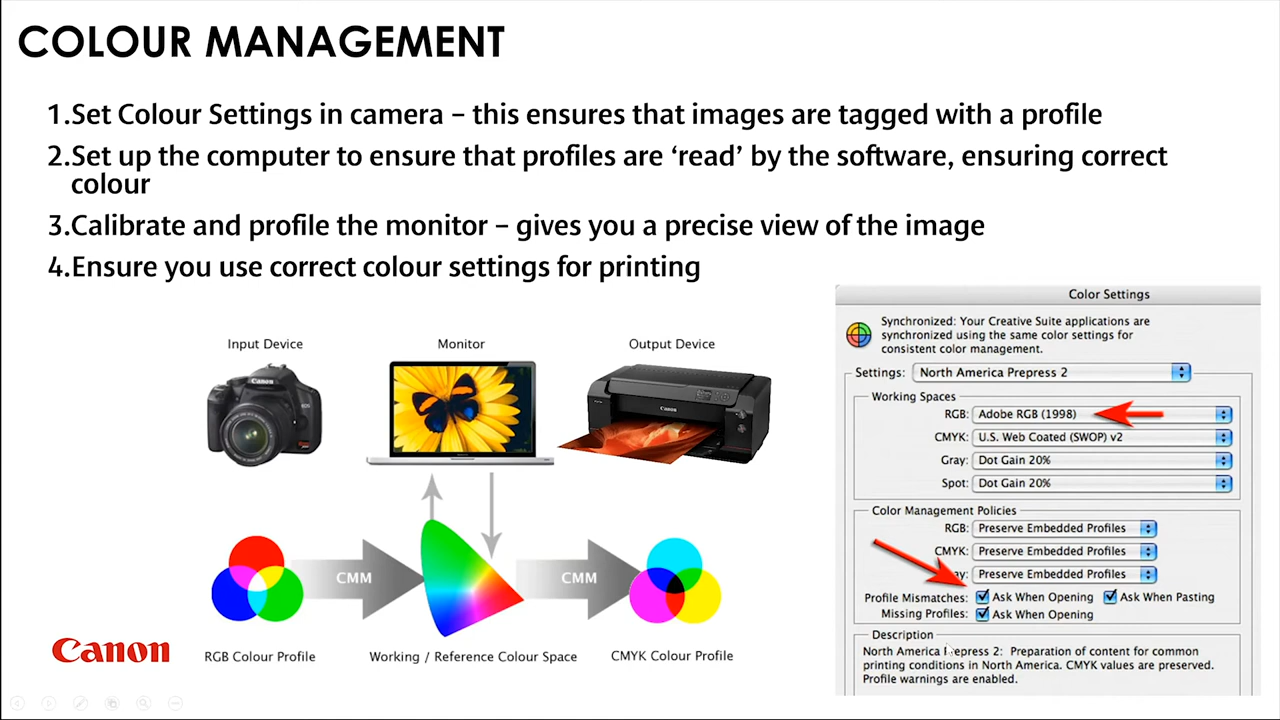 COLOUR MANAGEMENT
1.Set Colour Settings in camera – this ensures that images are tagged with a profile
2.Set up the computer to ensure that profiles are ‘read’ by the software, ensuring correct
colour
3.Calibrate and profile the monitor – gives you a precise view of the image
4.Ensure you use correct colour settings for printing
Input Device
Monitor
Output Device
Canon
Canon
CMM
CMM
RGB Colour Profile
Working / Reference Colour Space
CMYK Colour Profile
Canon
Color Settings
Synchronized: Your Creative Suite applications are
synchronized using the same color settings for
consistent color management.
Settings: North America Prepress 2
Working Spaces
RGB: Adobe RGB (1998)
CMYK: U.S. Web Coated (SWOP) v2
Gray: Dot Gain 20%
Spot: Dot Gain 20%
Color Management Policies
RGB: Preserve Embedded Profiles
CMYK: Preserve Embedded Profiles
Preserve Embedded Profiles
Profile Mismatches: Ask When Opening Ask When Pasting
Missing Profiles: Ask When Opening
Description
North America Prepress 2: Preparation of content for common
printing conditions in North America. CMYK values are preserved.
Profile warnings are enabled.